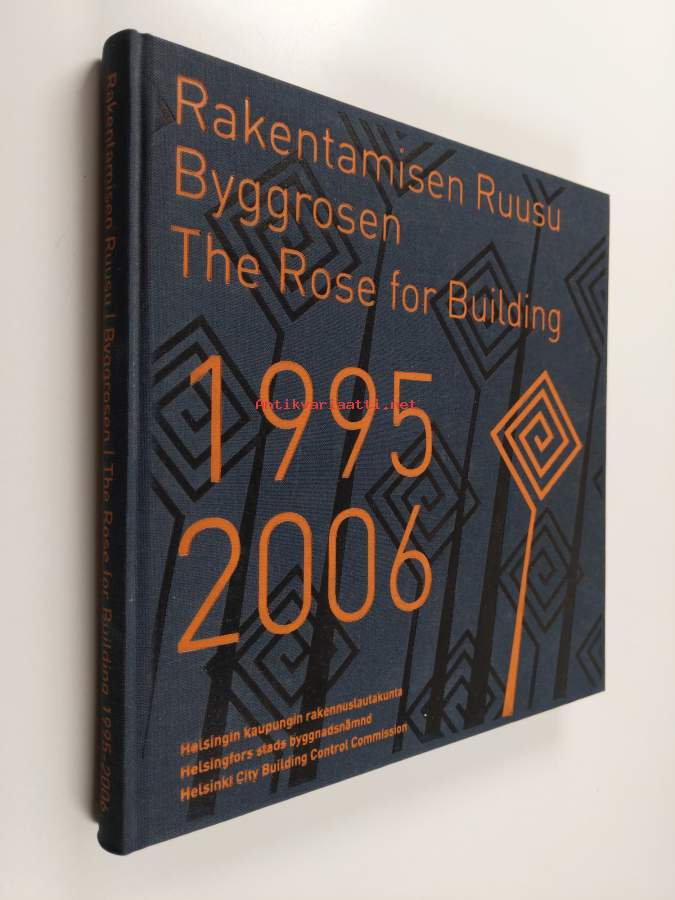 Rakentamisen Ruusu
Byggrosen
The Rose for Building
1995
2006
Helsingin kaupungin rakennuslautakunta
Helsingfors stads byggnadsnämnd
Helsinki City Building Control Commission
Rakentamisen Ruusu | Byggrosen | The Rose for Building 1995-2006
Antikvariaatti.net